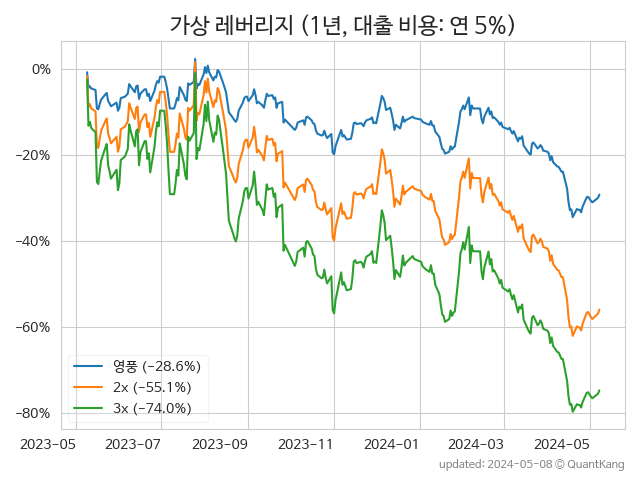 가상 레버리지 (1년, 대출 비용: 연 5%)
0%
−20%
−40%
−60%
−80%
영풍 (−28.6%)
2x (−55.1%)
3x (−74.0%)
2023-05 2023-07 2023-09 2023-11 2024-01 2024-03 2024-05
updated: 2024-05-08 © QuantKang